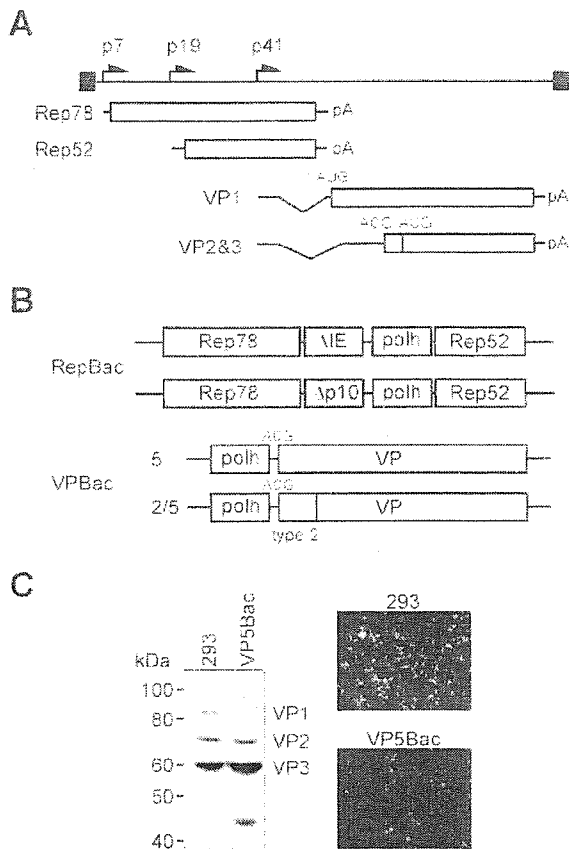 A
p7 p19 p41
Rep78 pA
Rep52 pA
AUG
VP1 pA
ACG AUG
VP2&3 pA
B
Rep78 ΔIE polh Rep52
RepBac
Rep78 Δp10 polh Rep52
ACG
5 polh VP
VPBac
ACG
2/5 polh VP
type 2
C
293 VP5Bac
kDa
100-
80-
60-
50-
40-
VP1
VP2
VP3
293
VP5Bac